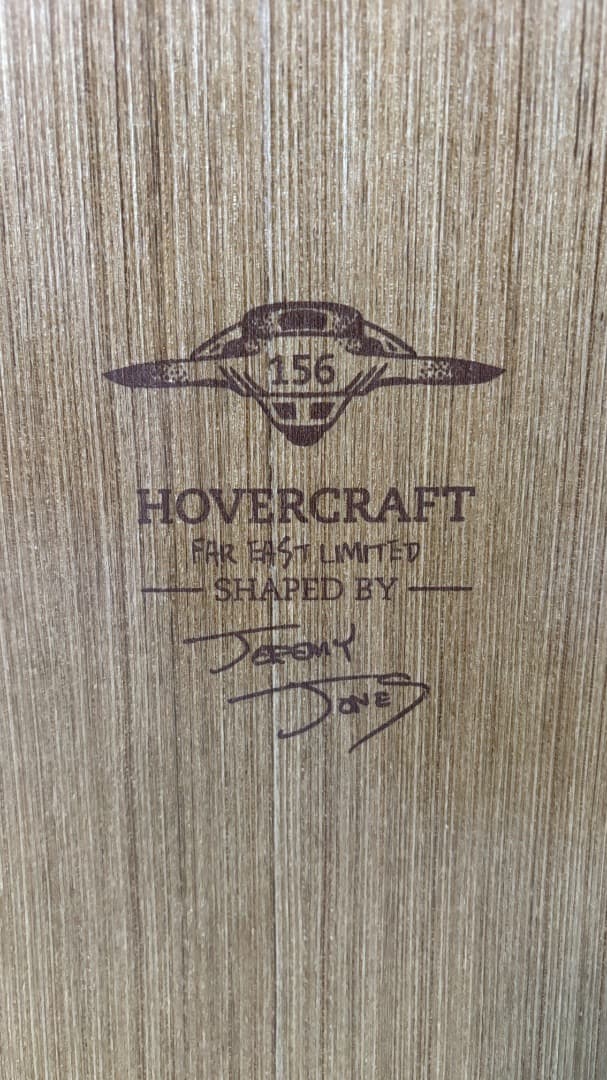 156
HOVERCRAFT
FAR EAST LIMITED
SHAPED BY
JEREMY
JONES